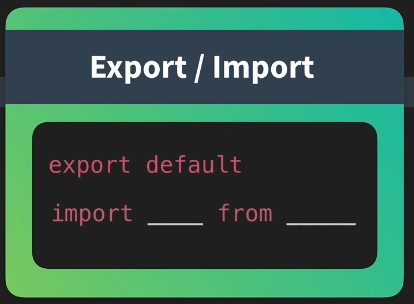 Export / Import
export default
import ____ from _____